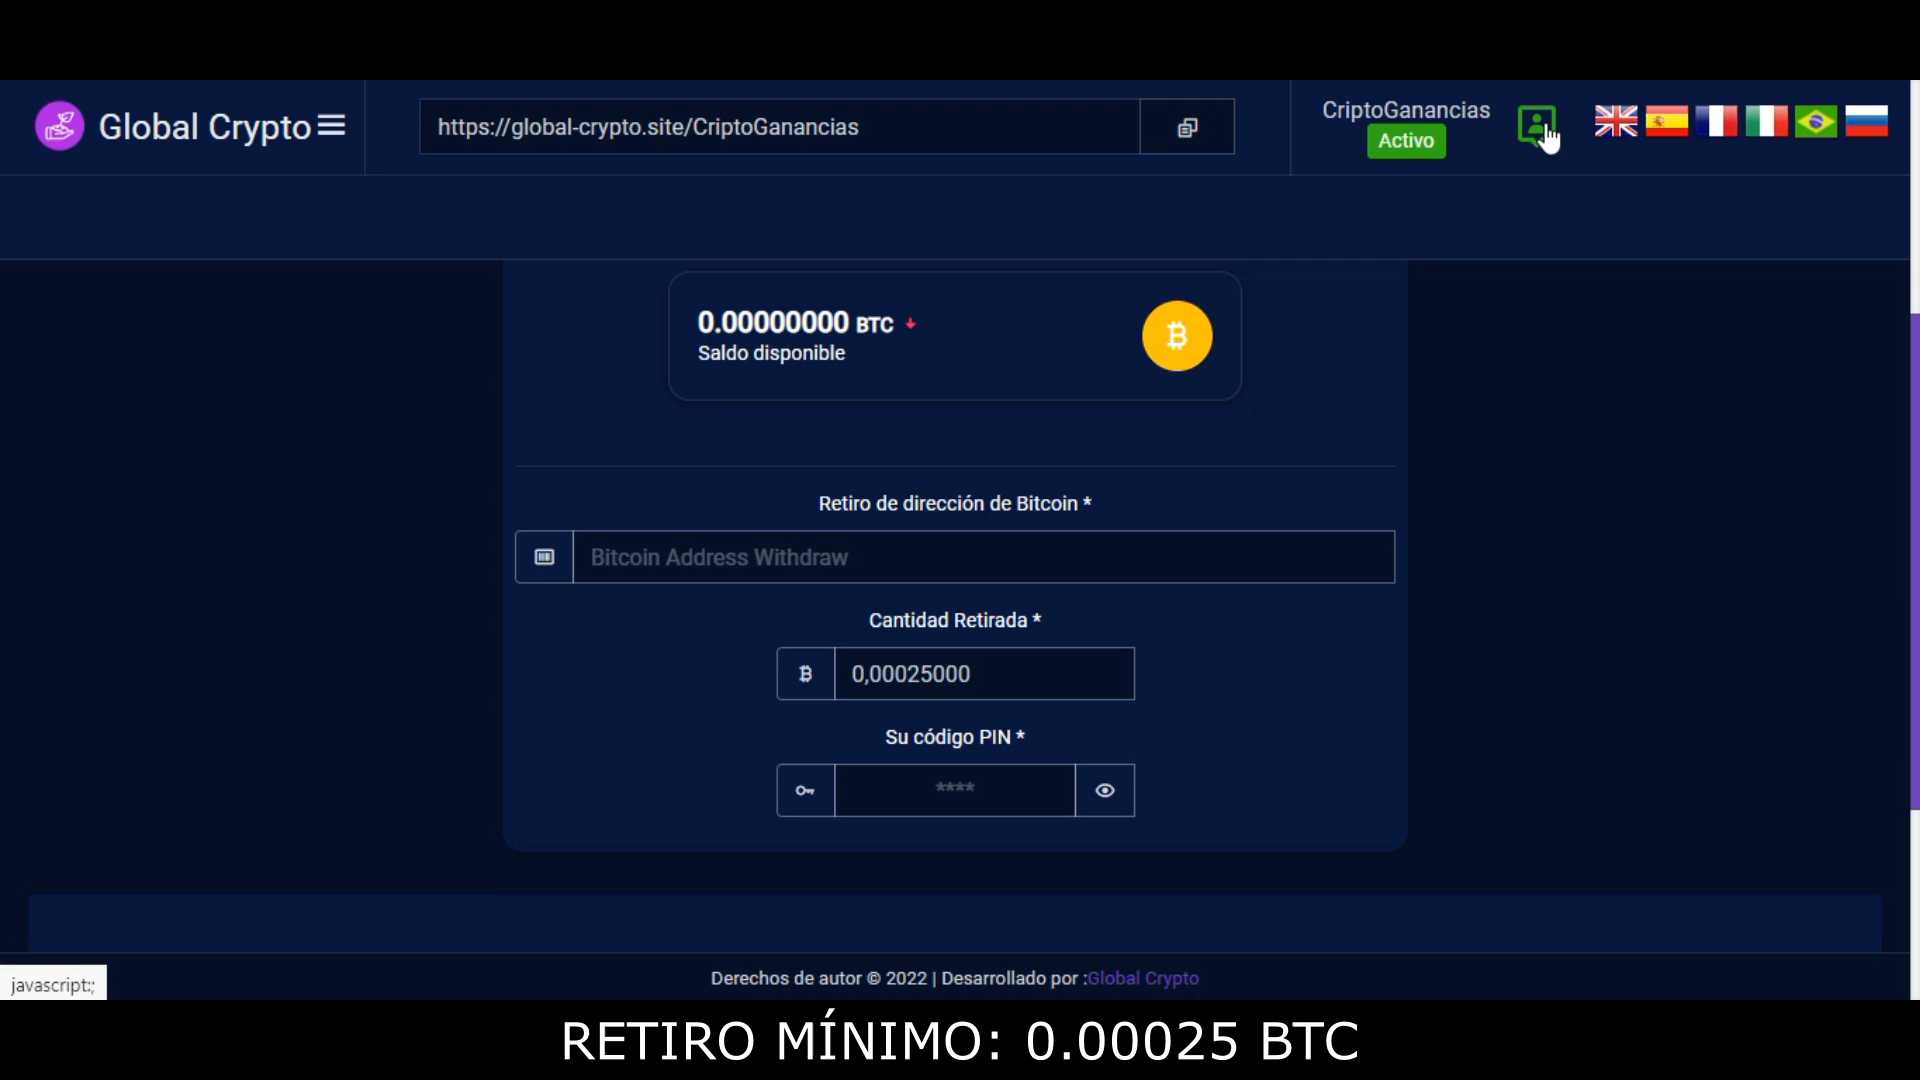 Global Crypto
https://global-crypto.site/CriptoGanancias
CriptoGanancias
Activo
0.00000000 BTC
Saldo disponible
Retiro de dirección de Bitcoin *
Bitcoin Address Withdraw
Cantidad Retirada *
0,00025000
Su código PIN *
****
Derechos de autor © 2022 | Desarrollado por :Global Crypto
javascript:;
RETIRO MÍNIMO: 0.00025 BTC